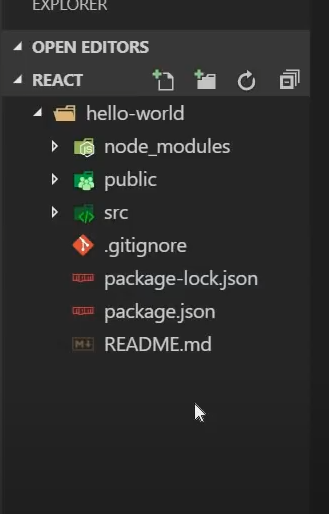 EXPLORER
OPEN EDITORS
REACT
hello-world
node_modules
public
src
.gitignore
package-lock.json
package.json
README.md